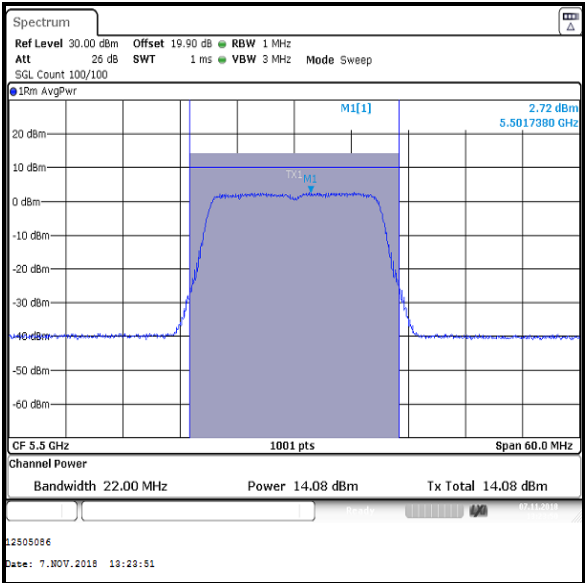 Spectrum
Ref Level 30.00 dBm Offset 19.90 dB RBW 1 MHz
Att 26 dB SWT 1 ms VBW 3 MHz Mode Sweep
SGL Count 100/100
1Rm AvgPwr
M1[1] 2.72 dBm
5.5017380 GHz
20 dBm
10 dBm
Tx1
M1
0 dBm
-10 dBm
-20 dBm
-30 dBm
-40 dBm
-50 dBm
-60 dBm
CF 5.5 GHz 1001 pts Span 60.0 MHz
Channel Power
Bandwidth 22.00 MHz Power 14.08 dBm Tx Total 14.08 dBm
Ready 07.11.2018
12505086
Date: 7.NOV.2018 13:23:51